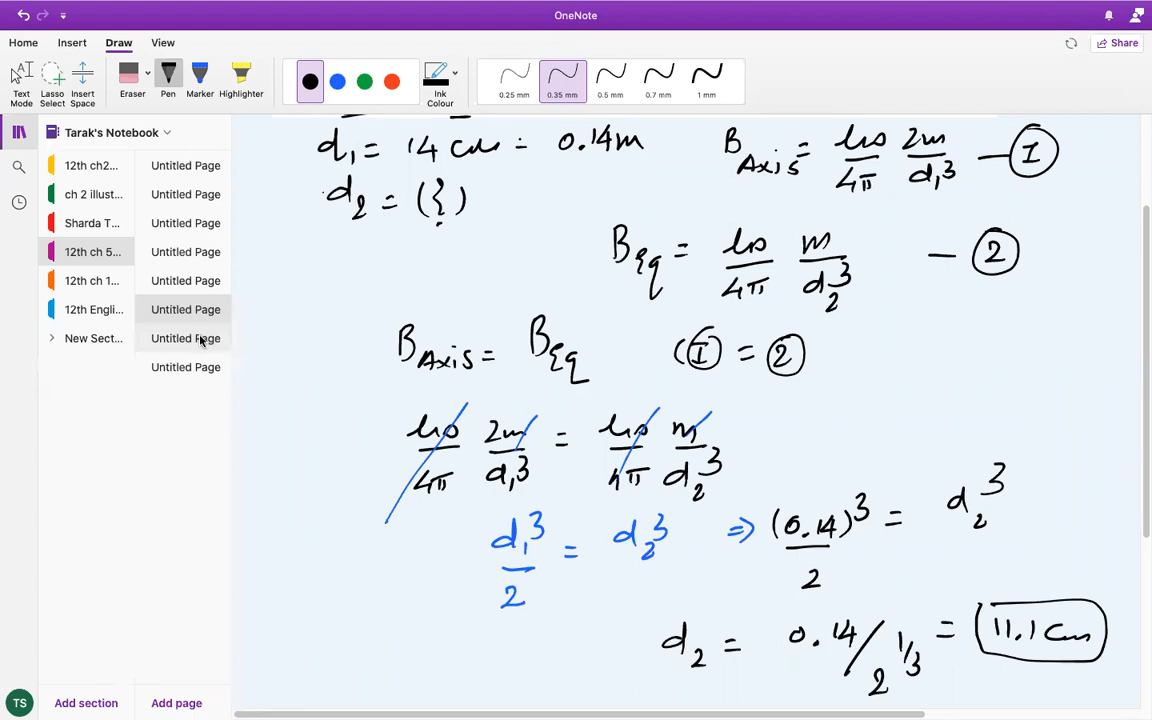 OneNote
Home Insert Draw View
Share
Text Mode
Lasso Select
Insert Space
Eraser
Pen
Marker
Highlighter
Ink Colour
0.25 mm
0.35 mm
0.5 mm
0.7 mm
1 mm
Tarak's Notebook
12th ch2...
Untitled Page
ch 2 illust...
Untitled Page
Sharda T...
Untitled Page
12th ch 5...
Untitled Page
12th ch 1...
Untitled Page
12th Engli...
Untitled Page
New Sect...
Untitled Page
Untitled Page
d₁ = 14 cm = 0.14m
B Axis = μ₀/4π 2m/d₁³ — ①
d₂ = (?)
B Eq = μ₀/4π m/d₂³ — ②
B Axis = B Eq (① = ②)
μ₀/4π 2m/d₁³ = μ₀/4π m/d₂³
d₁³/2 = d₂³ ⇒ (0.14)³/2 = d₂³
d₂ = 0.14/2^1/3 = 11.1 cm
TS
Add section
Add page